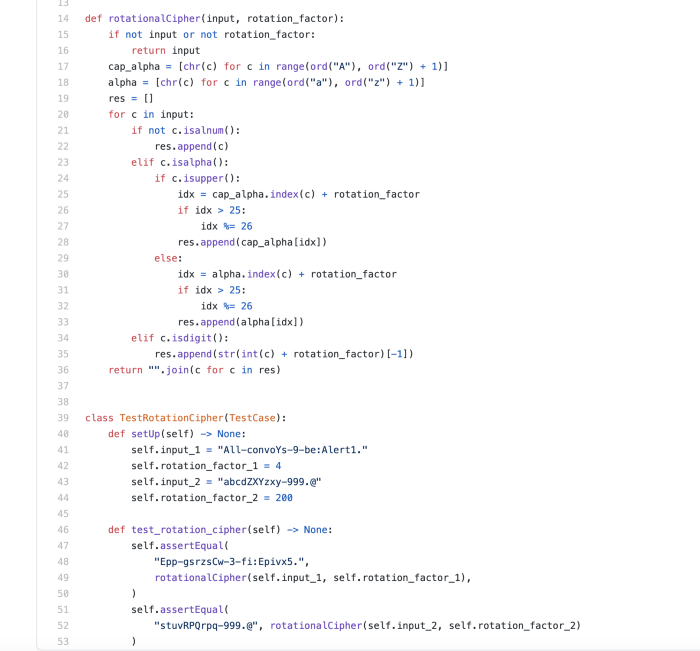 13
14 def rotationalCipher(input, rotation_factor):
15     if not input or not rotation_factor:
16         return input
17     cap_alpha = [chr(c) for c in range(ord("A"), ord("Z") + 1)]
18     alpha = [chr(c) for c in range(ord("a"), ord("z") + 1)]
19     res = []
20     for c in input:
21         if not c.isalnum():
22             res.append(c)
23         elif c.isalpha():
24             if c.isupper():
25                 idx = cap_alpha.index(c) + rotation_factor
26                 if idx > 25:
27                     idx %= 26
28                 res.append(cap_alpha[idx])
29             else:
30                 idx = alpha.index(c) + rotation_factor
31                 if idx > 25:
32                     idx %= 26
33                 res.append(alpha[idx])
34         elif c.isdigit():
35             res.append(str(int(c) + rotation_factor)[-1])
36     return "".join(c for c in res)
37
38
39 class TestRotationCipher(TestCase):
40     def setUp(self) -> None:
41         self.input_1 = "All-convoYs-9-be:Alert1."
42         self.rotation_factor_1 = 4
43         self.input_2 = "abcdZXYzxy-999.@"
44         self.rotation_factor_2 = 200
45
46     def test_rotation_cipher(self) -> None:
47         self.assertEqual(
48             "Epp-gsrzsCw-3-fi:Epivx5.",
49             rotationalCipher(self.input_1, self.rotation_factor_1),
50         )
51         self.assertEqual(
52             "stuvRPQrpq-999.@", rotationalCipher(self.input_2, self.rotation_factor_2)
53         )